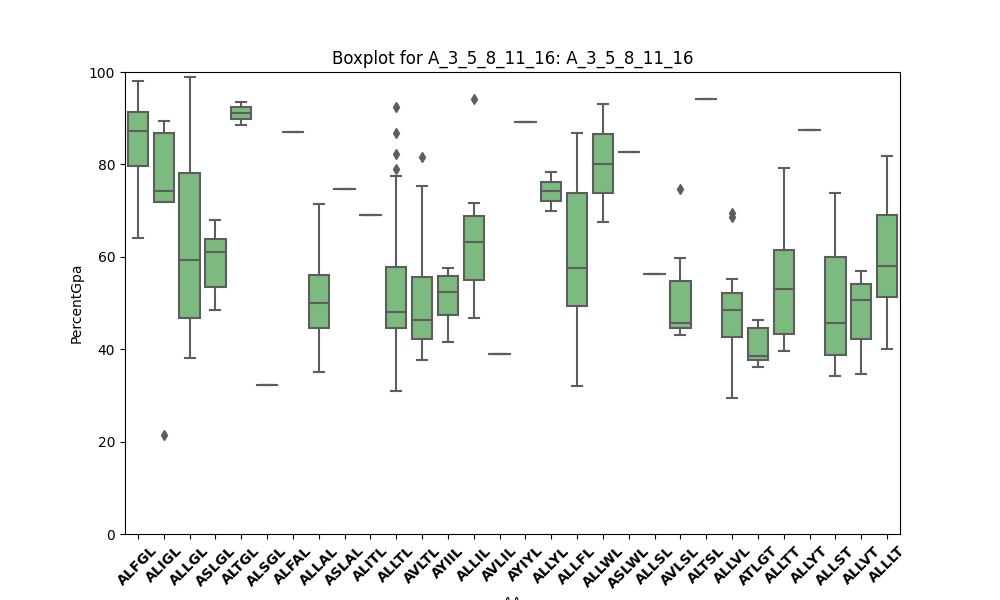 Boxplot for A_3_5_8_11_16: A_3_5_8_11_16
PercentGpa
100
80
60
40
20
0
ALFGL ALIGL ALLGL ASLGL ALTGL ALSGL ALFAL ALLAL ASLAL ALITL ALLTL AVLTL AYIIL ALLIL AVLIL AYIYL ALLYL ALLFL ALLWL ASLWL ALLSL AVLSL ALTSL ALLVL ATLGT ALLTT ALLYT ALLST ALLVT ALLLT